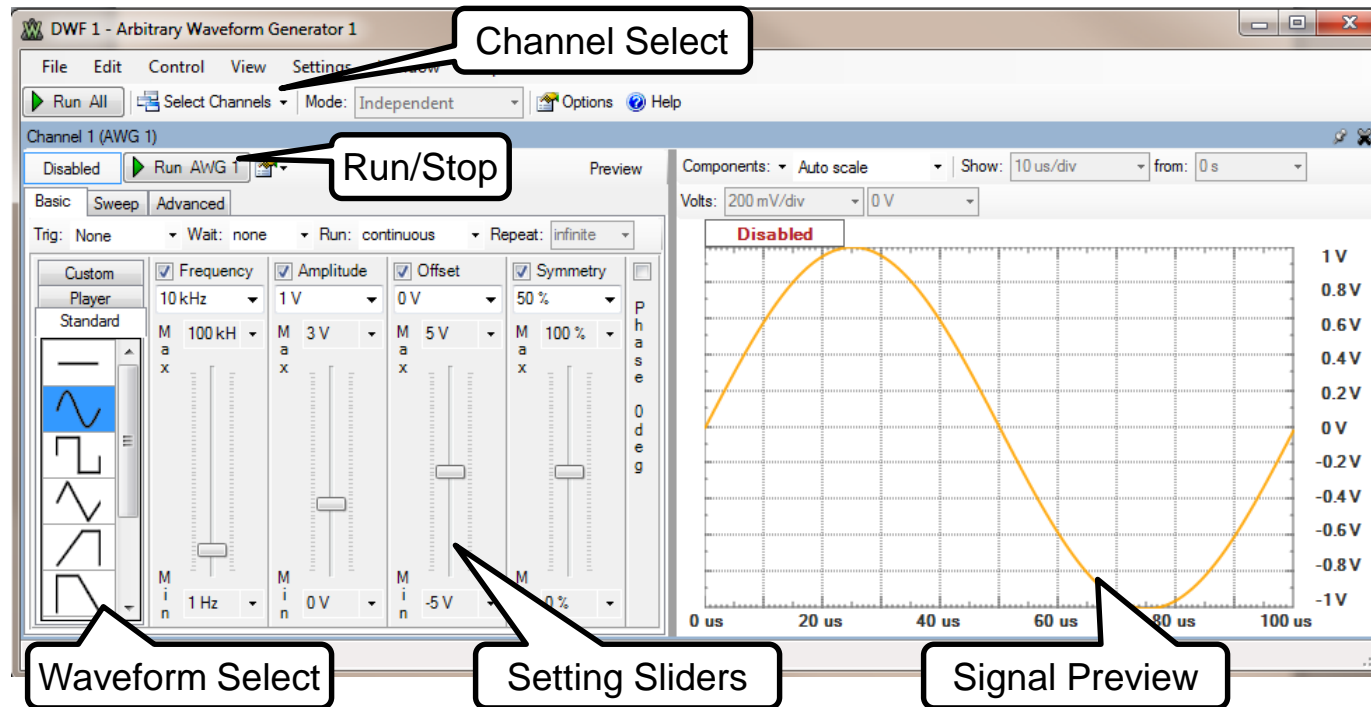 DWF 1 - Arbitrary Waveform Generator 1
Channel Select
File Edit Control View Settings
Run All Select Channels Mode: Independent Options Help
Channel 1 (AWG 1)
Disabled Run AWG 1 Run/Stop Preview
Components: Auto scale Show: 10 us/div from: 0 s
Basic Sweep Advanced
Volts: 200 mV/div 0 V
Trig: None Wait: none Run: continuous Repeat: infinite
Disabled
Custom
Player
Standard
Frequency
10 kHz
Max 100 kH
Min 1 Hz
Amplitude
1 V
Max 3 V
Min 0 V
Offset
0 V
Max 5 V
Min -5 V
Symmetry
50 %
Max 100 %
0 %
Phase 0deg
1 V
0.8 V
0.6 V
0.4 V
0.2 V
0 V
-0.2 V
-0.4 V
-0.6 V
-0.8 V
-1 V
0 us 20 us 40 us 60 us 80 us 100 us
Waveform Select
Setting Sliders
Signal Preview